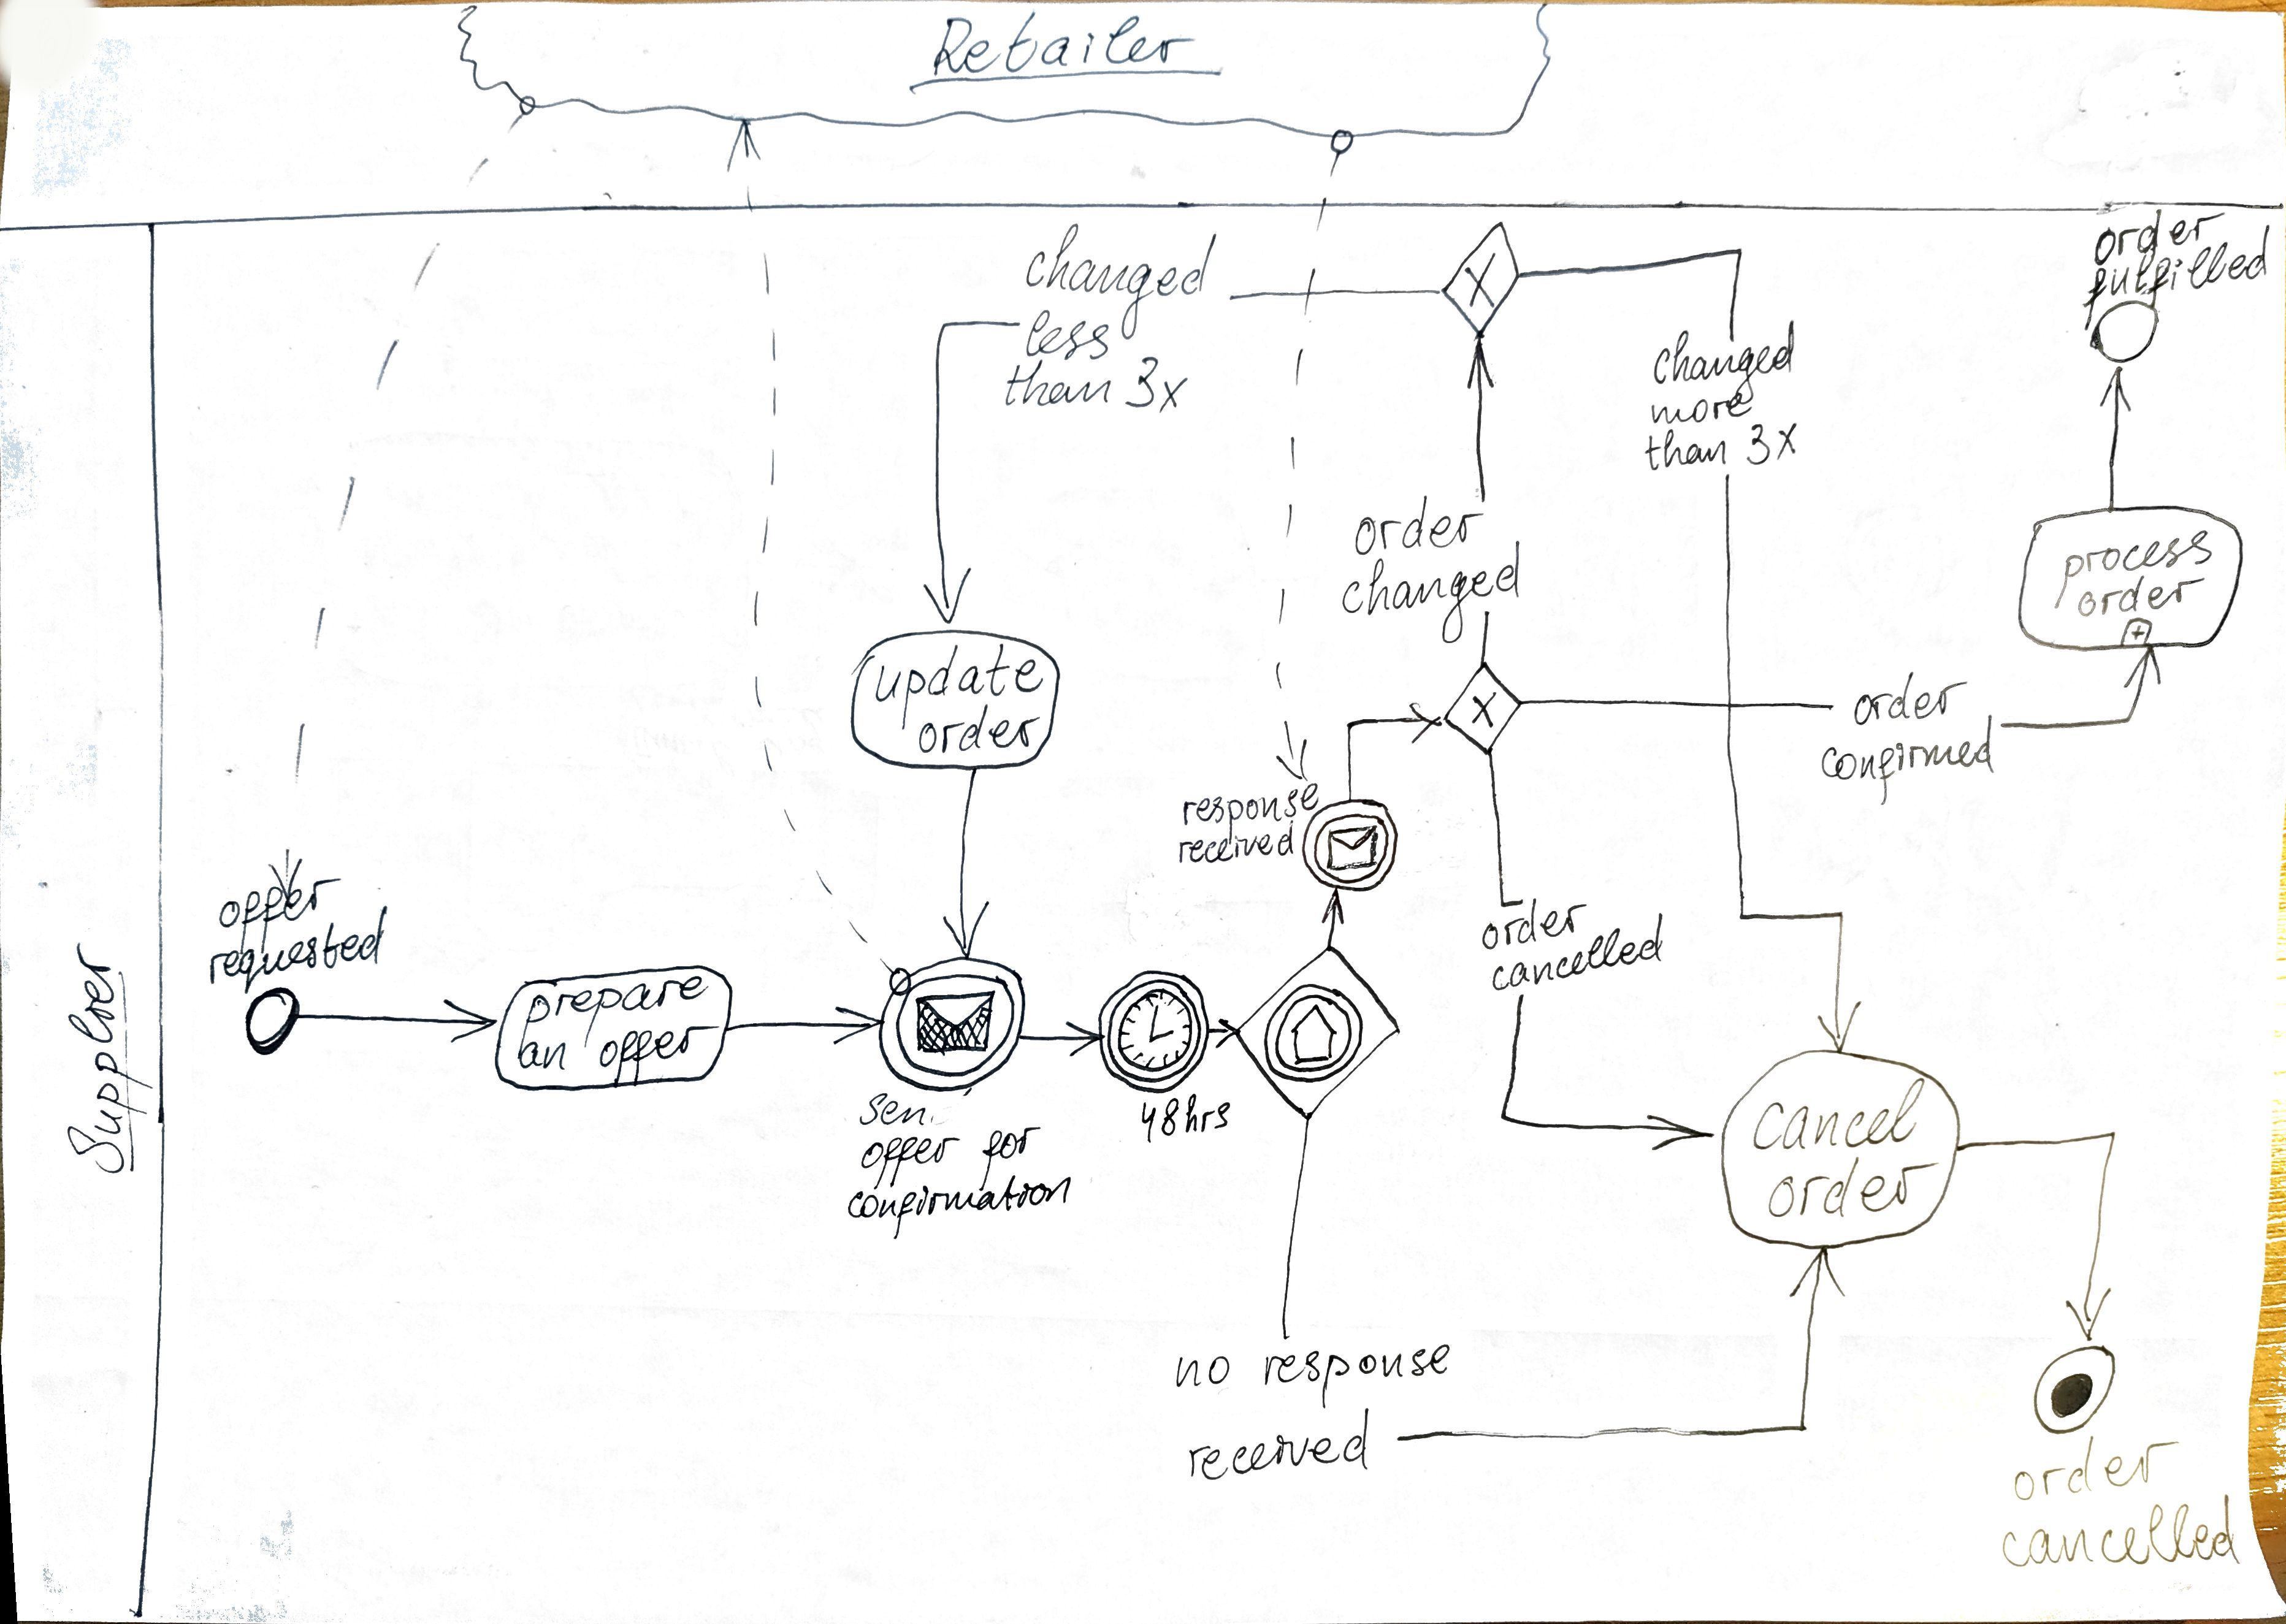 Retailer
Supplier
offer
requested
prepare
an offer
changed
less
than 3x
update
order
offer for
confirmation
48hrs
response
received
order
changed
X
changed
more
than 3x
X
order
confirmed
process
order
+
order
fulfilled
order
cancelled
cancel
order
no response
received
order
cancelled